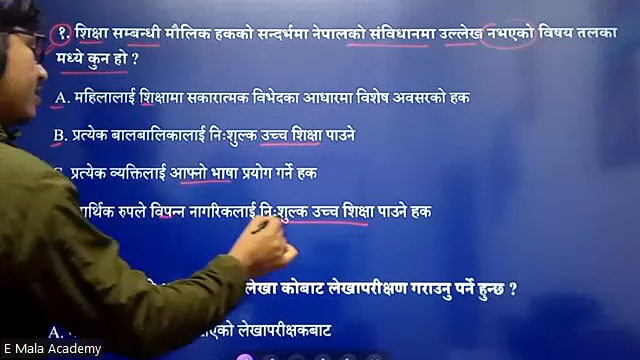 १. शिक्षा सम्बन्धी मौलिक हकको सन्दर्भमा नेपालको संविधानमा उल्लेख नभएको विषय तलका
मध्ये कुन हो ?
A. महिलालाई शिक्षामा सकारात्मक विभेदका आधारमा विशेष अवसरको हक
B. प्रत्येक बालबालिकालाई निःशुल्क उच्च शिक्षा पाउने
प्रत्येक व्यक्तिलाई आफ्नो भाषा प्रयोग गर्ने हक
रुपले विपन्न नागरिकलाई निःशुल्क उच्च शिक्षा पाउने हक
लेखा कोबाट लेखापरीक्षण गराउनु पर्ने हुन्छ ?
A. लेखापरीक्षकबाट
E Mala Academy